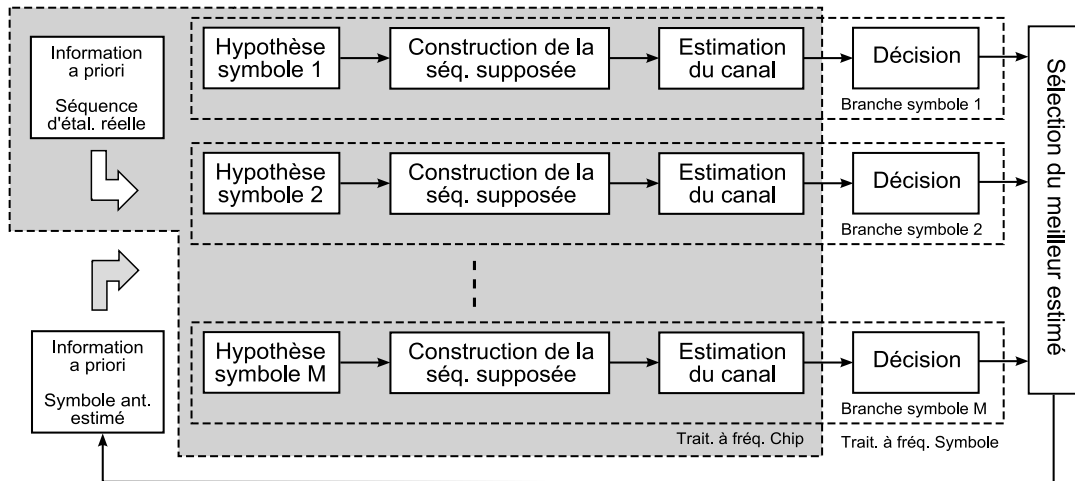 Information
a priori
Séquence
d'étal. réelle
Hypothèse
symbole 1
Construction de la
séq. supposée
Estimation
du canal
Décision
Branche symbole 1
Hypothèse
symbole 2
Construction de la
séq. supposée
Estimation
du canal
Décision
Branche symbole 2
Information
a priori
Symbole ant.
estimé
Hypothèse
symbole M
Construction de la
séq. supposée
Estimation
du canal
Décision
Branche symbole M
Trait. à fréq. Chip
Trait. à fréq. Symbole
Sélection du meilleur estimé